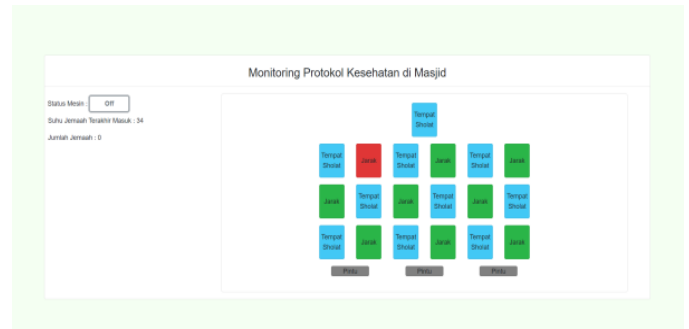 Monitoring Protokol Kesehatan di Masjid
Status Mesin : Off
Suhu Jemaah Terakhir Masuk : 34
Jumlah Jemaah : 0
Tempat
Sholat
Tempat Jarak Tempat Jarak Tempat Jarak
Sholat Sholat Sholat
Jarak Tempat Jarak Tempat Jarak Tempat
Sholat Sholat Sholat
Tempat Jarak Tempat Jarak Tempat Jarak
Sholat Sholat Sholat
Pintu Pintu Pintu